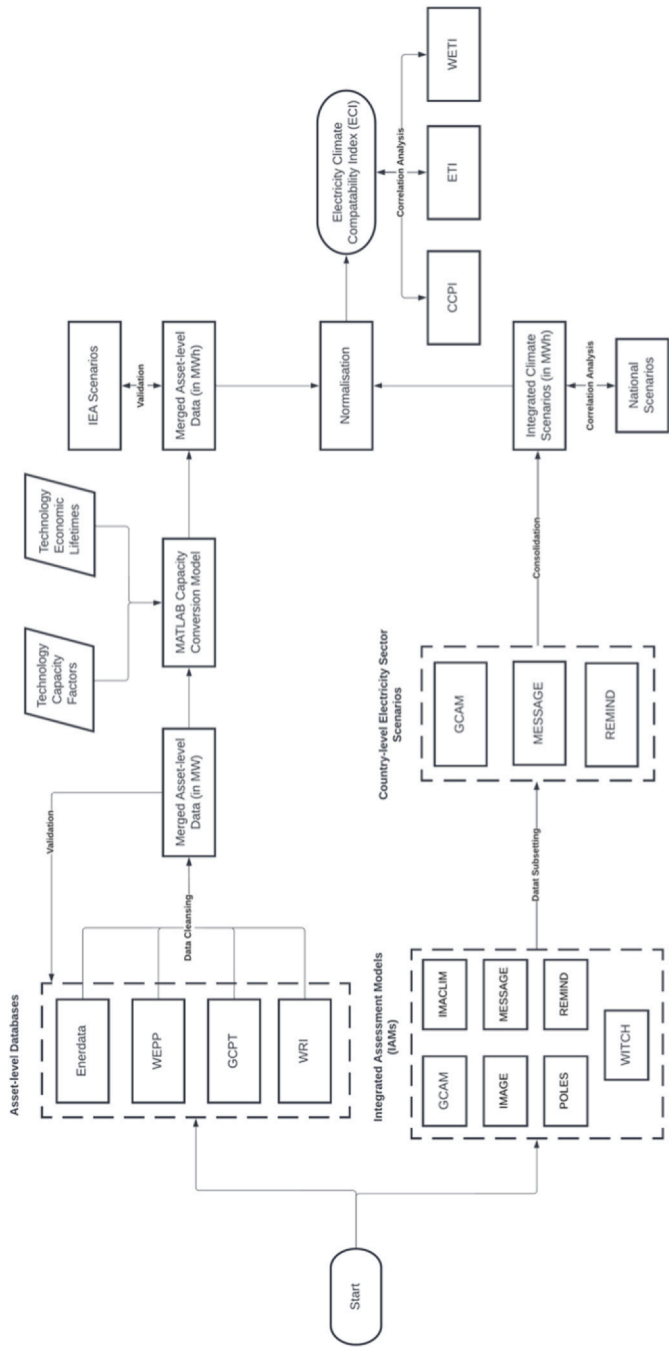 Start
Asset-level Databases
Enerdata
WEPP
GCPT
WRI
Integrated Assessment Models
(IAMs)
GCAM
IMACLIM
IMAGE
MESSAGE
POLES
REMIND
WITCH
Validation
Data Cleansing
Merged Asset-level
Data (in MW)
Technology
Capacity
Factors
Technology
Economic
Lifetimes
MATLAB Capacity
Conversion Model
Datat Subsetting
Country-level Electricity Sector
Scenarios
GCAM
MESSAGE
REMIND
Consolidation
IEA Scenarios
Validation
Merged Asset-level
Data (in MWh)
Normalisation
Integrated Climate
Scenarios (in MWh)
Correlation Analysis
National
Scenarios
Electricity Climate
Compatability Index (ECI)
Correlation Analysis
CCPI
ETI
WETI